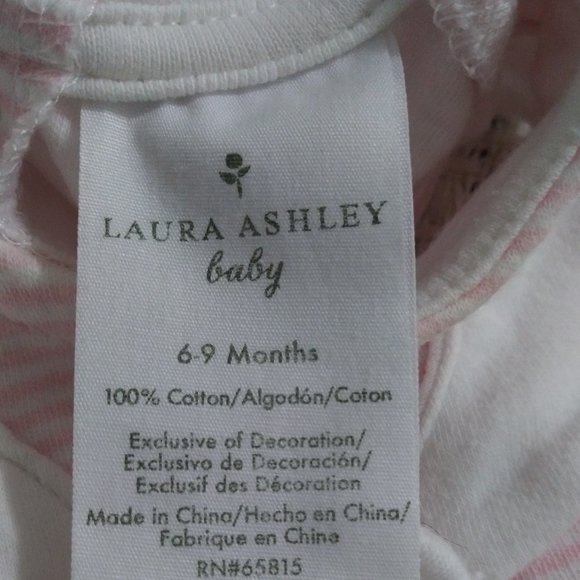 LAURA ASHLEY
baby
6-9 Months
100% Cotton/Algodón/Coton
Exclusive of Decoration/
Exclusivo de Decoración/
Exclusif des Décoration
Made in China/Hecho en China/
Fabrique en Chine
RN#65815